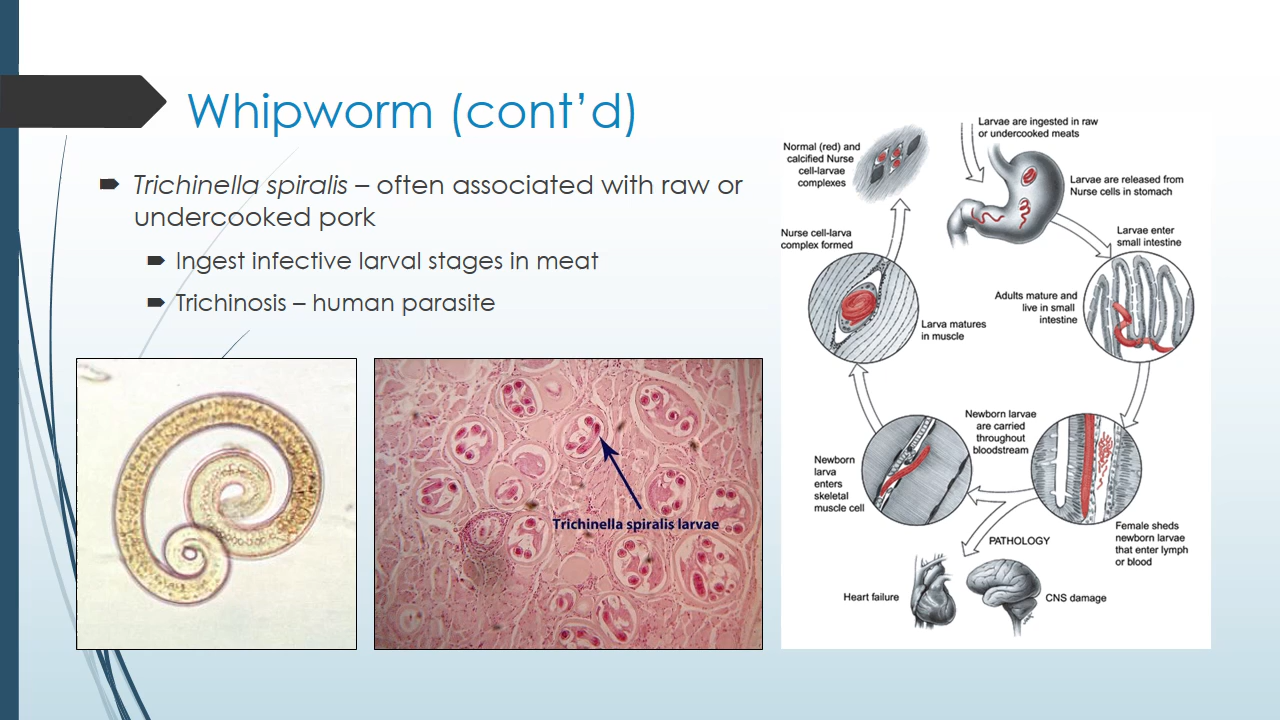 Whipworm (cont’d)
Trichinella spiralis – often associated with raw or
undercooked pork
Ingest infective larval stages in meat
Trichinosis – human parasite
Trichinella spiralis larvae
Larvae are ingested in raw
or undercooked meats
Normal (red) and
calcified Nurse
cell-larvae
complexes
Larvae are released from
Nurse cells in stomach
Nurse cell-larva
complex formed
Larvae enter
small intestine
Adults mature and
live in small
intestine
Larva matures
in muscle
Newborn larvae
are carried
throughout
bloodstream
Newborn
larva
enters
skeletal
muscle cell
Female sheds
newborn larvae
that enter lymph
or blood
PATHOLOGY
Heart failure
CNS damage